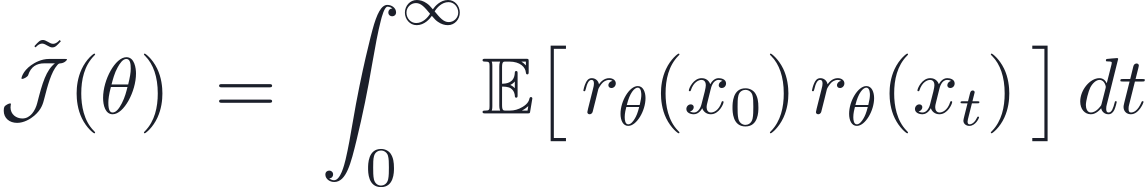 $\tilde{\mathcal{J}}(\theta) = \int_0^\infty \mathbb{E}\big[\, r_\theta(x_0)\, r_\theta(x_t) \,\big]\, dt$